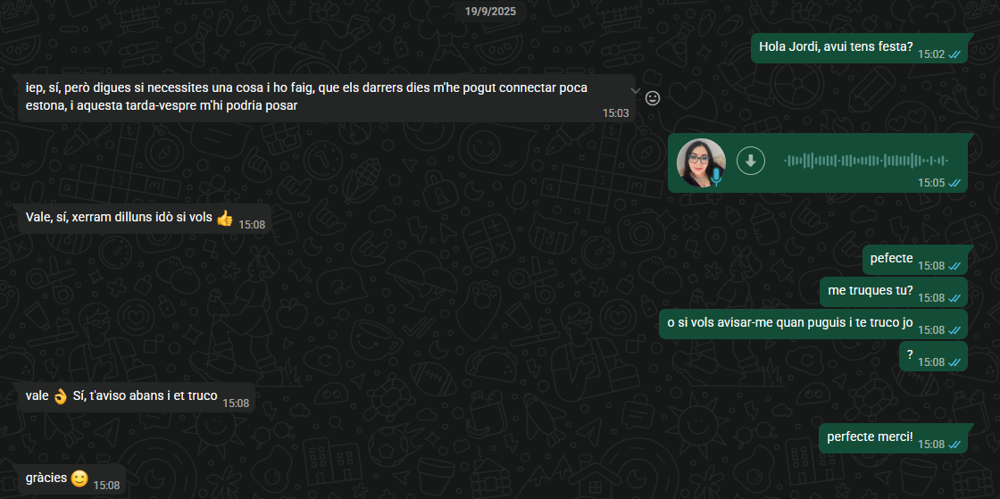 19/9/2025
Hola Jordi, avui tens festa?
15:02
iep, sí, però digues si necessites una cosa i ho faig, que els darrers dies m'he pogut connectar poca
estona, i aquesta tarda-vespre m'hi podria posar
15:03
15:05
Vale, sí, xerram dilluns idò si vols 👍
15:08
pefecte
15:08
me truques tu?
15:08
o si vols avisar-me quan puguis i te truco jo
15:08
?
15:08
vale 👌 Sí, t'aviso abans i et truco
15:08
perfecte merci!
15:08
gràcies 🙂
15:08